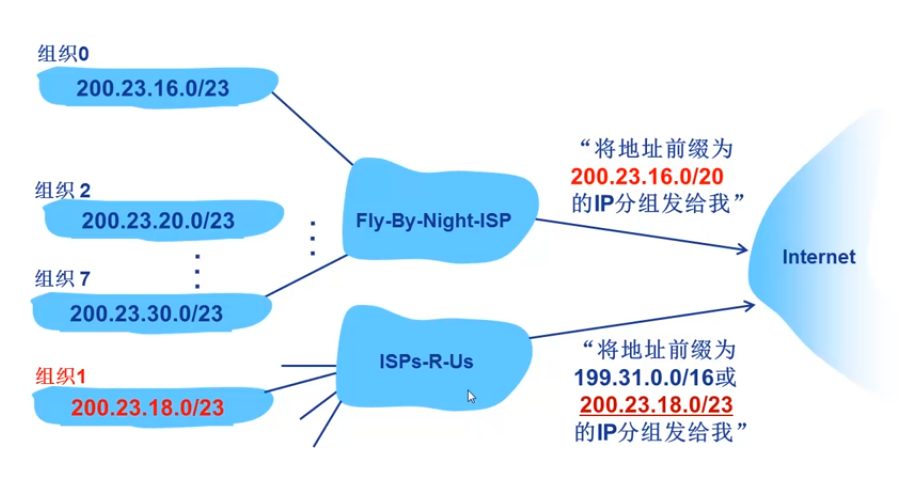 组织0
200.23.16.0/23
组织 2
200.23.20.0/23
组织 7
200.23.30.0/23
组织1
200.23.18.0/23
Fly-By-Night-ISP
ISPs-R-Us
“将地址前缀为
200.23.16.0/20
的IP分组发给我”
Internet
“将地址前缀为
199.31.0.0/16或
200.23.18.0/23
的IP分组发给我”